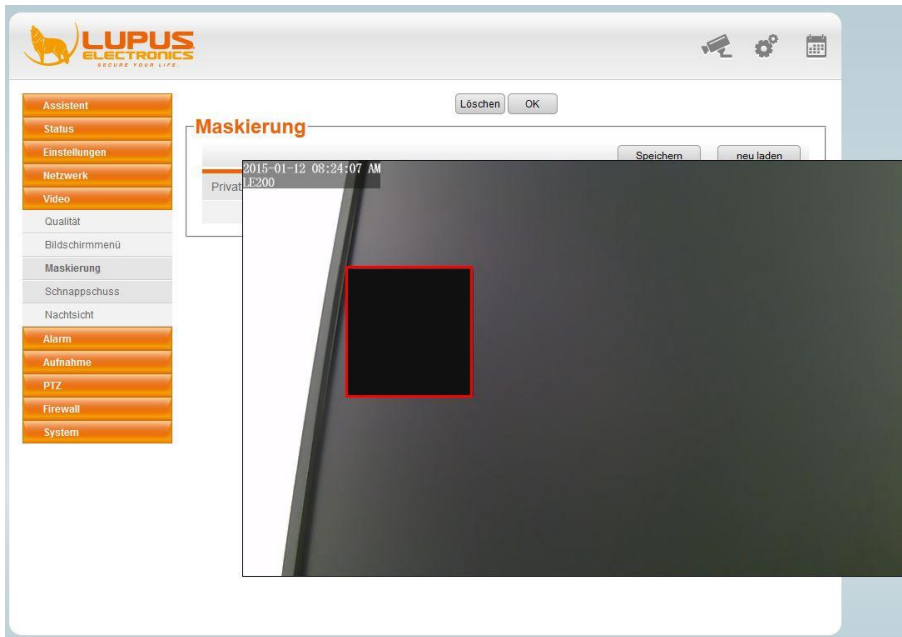 LUPUS
ELECTRONICS
SECURE YOUR LIFE.
Assistent
Status
Einstellungen
Netzwerk
Video
Qualität
Bildschirmmenü
Maskierung
Schnappschuss
Nachtsicht
Alarm
Aufnahme
PTZ
Firewall
System
Löschen OK
Maskierung
Speichern neu laden
Privat
2015-01-12 08:24:07 AM
LE200